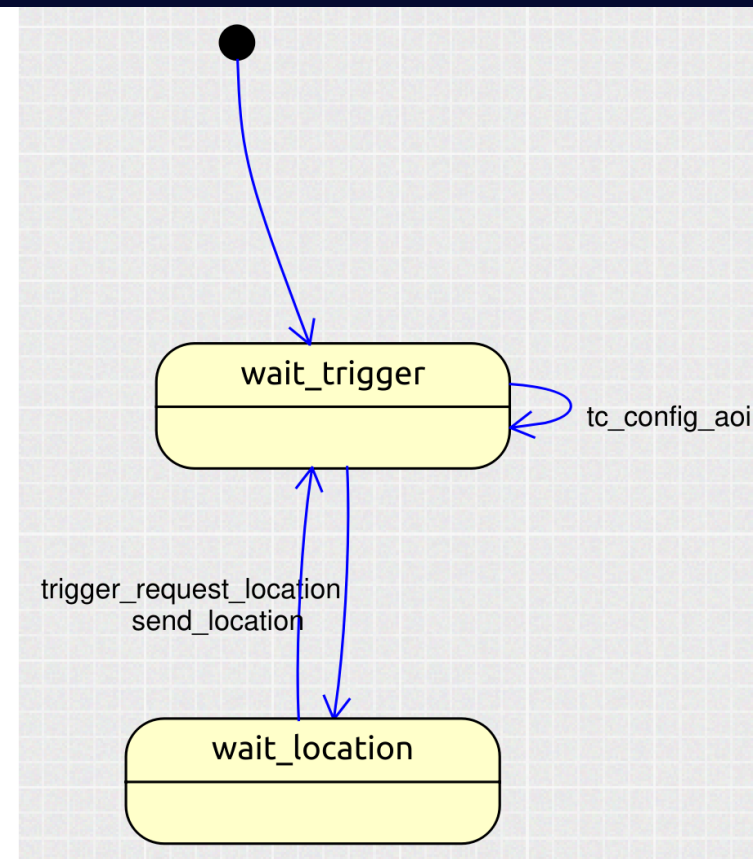 wait_trigger
tc_config_aoi
trigger_request_location
send_location
wait_location